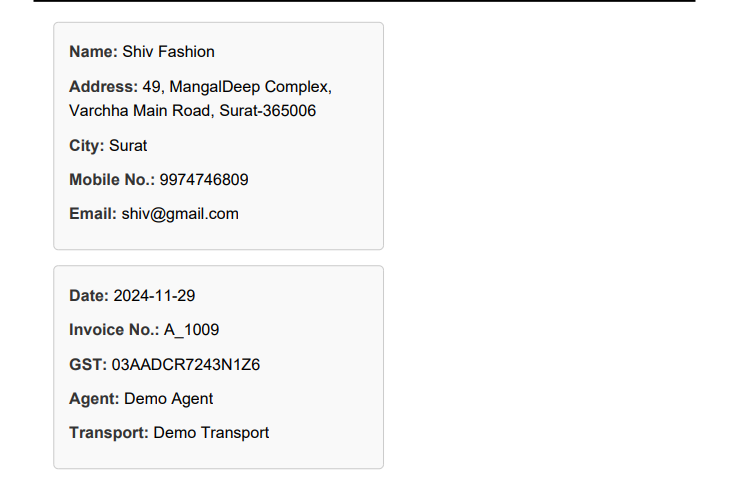 Name: Shiv Fashion
Address: 49, MangalDeep Complex,
Varchha Main Road, Surat-365006
City: Surat
Mobile No.: 9974746809
Email: shiv@gmail.com
Date: 2024-11-29
Invoice No.: A_1009
GST: 03AADCR7243N1Z6
Agent: Demo Agent
Transport: Demo Transport